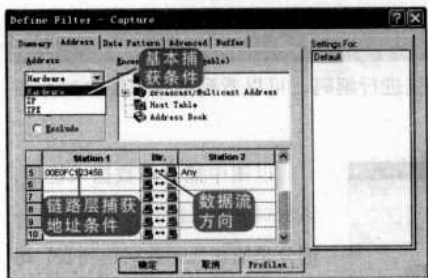 Define Filter - Capture
Summary Address Data Pattern Advanced Buffer
Settings For:
Default
Address
基本捕
获条件
Hardware
Hardware
IP
IPX
Broadcast/Multicast Address
Host Table
Address Book
Exclude
Station 1 Dir. Station 2
5 00E0FC123456 Any
6
7
链路层捕获
地址条件
数据流
方向
10
确定 取消 Profiles...